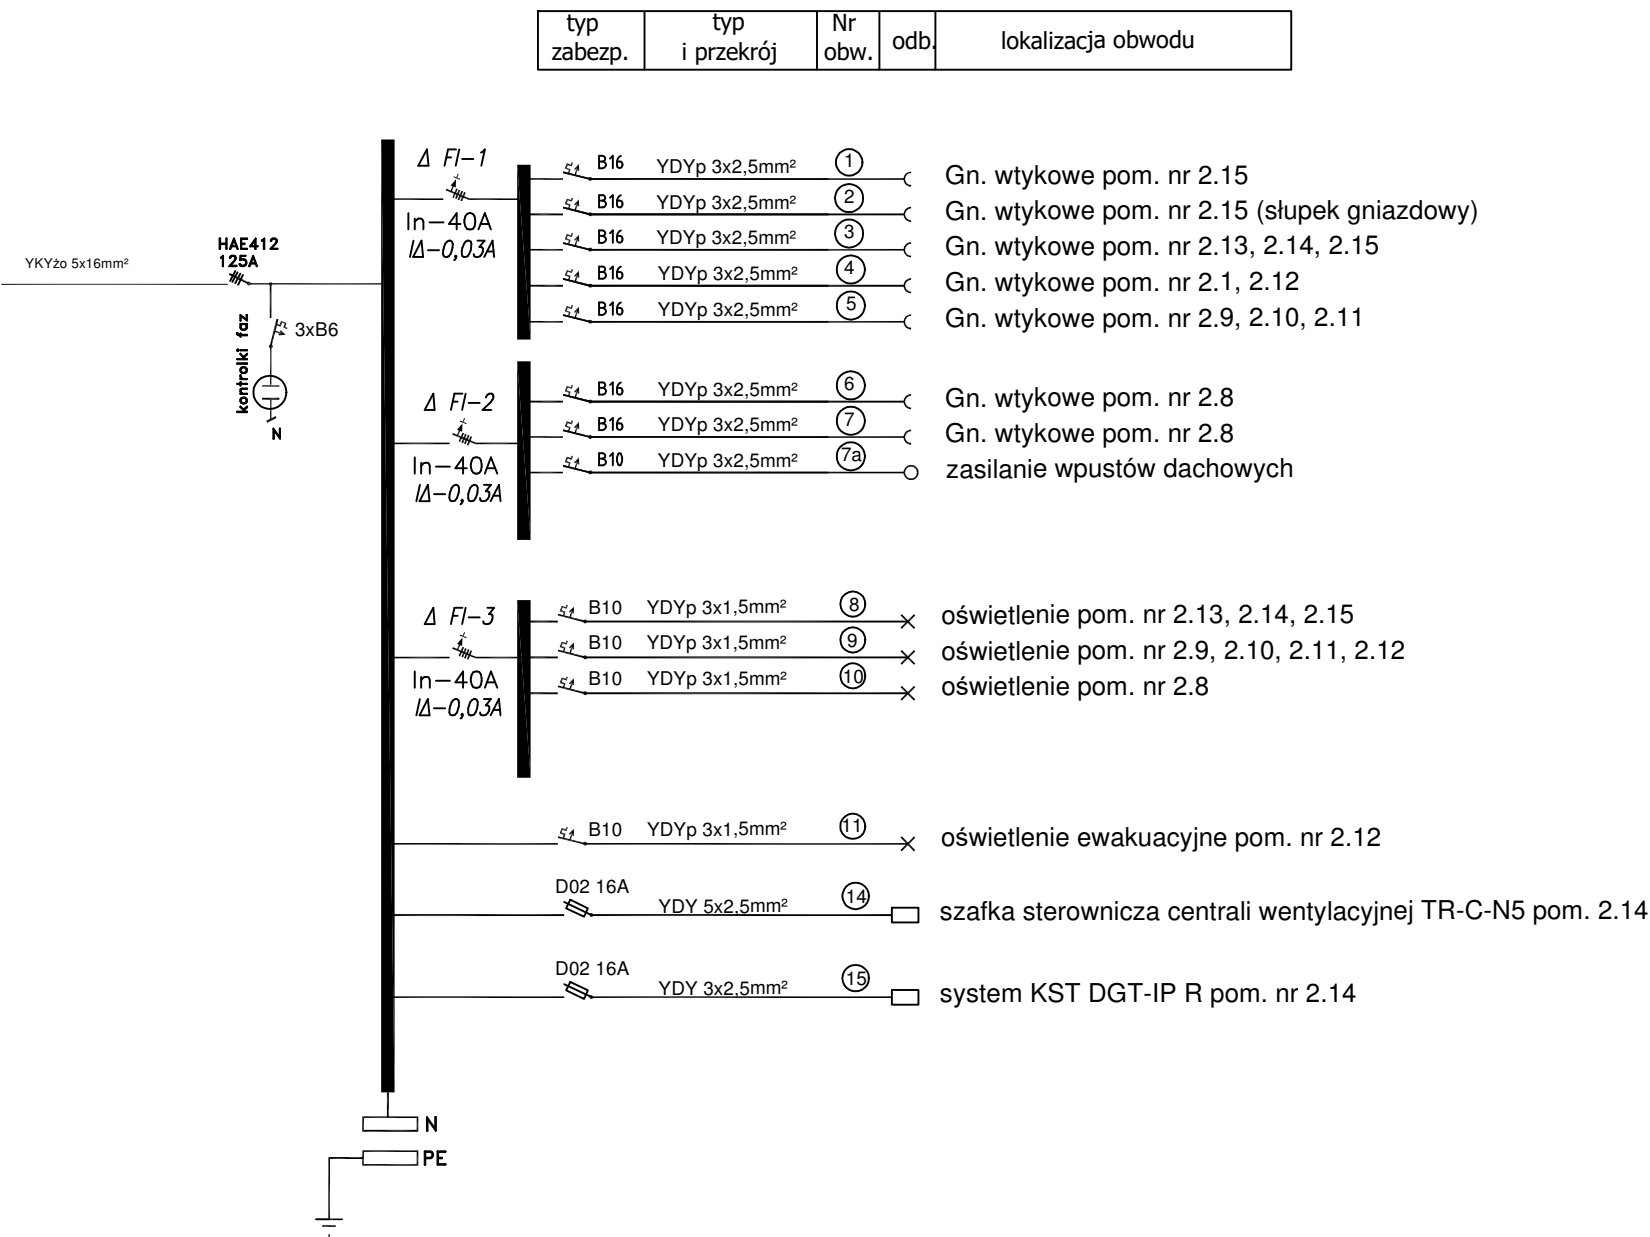 typ
zabezp.
typ
i przekrój
Nr
obw.
odb.
lokalizacja obwodu
YKYżo 5x16mm²
HAE412
125A
3xB6
kontrolki faz
N
Δ FI-1
In-40A
IΔ-0,03A
B16 YDYp 3x2,5mm² 1 Gn. wtykowe pom. nr 2.15
B16 YDYp 3x2,5mm² 2 Gn. wtykowe pom. nr 2.15 (słupek gniazdowy)
B16 YDYp 3x2,5mm² 3 Gn. wtykowe pom. nr 2.13, 2.14, 2.15
B16 YDYp 3x2,5mm² 4 Gn. wtykowe pom. nr 2.1, 2.12
B16 YDYp 3x2,5mm² 5 Gn. wtykowe pom. nr 2.9, 2.10, 2.11
Δ FI-2
In-40A
IΔ-0,03A
B16 YDYp 3x2,5mm² 6 Gn. wtykowe pom. nr 2.8
B16 YDYp 3x2,5mm² 7 Gn. wtykowe pom. nr 2.8
B10 YDYp 3x2,5mm² 7a zasilanie wpustów dachowych
Δ FI-3
In-40A
IΔ-0,03A
B10 YDYp 3x1,5mm² 8 oświetlenie pom. nr 2.13, 2.14, 2.15
B10 YDYp 3x1,5mm² 9 oświetlenie pom. nr 2.9, 2.10, 2.11, 2.12
B10 YDYp 3x1,5mm² 10 oświetlenie pom. nr 2.8
B10 YDYp 3x1,5mm² 11 oświetlenie ewakuacyjne pom. nr 2.12
D02 16A YDY 5x2,5mm² 14 szafka sterownicza centrali wentylacyjnej TR-C-N5 pom. 2.14
D02 16A YDY 3x2,5mm² 15 system KST DGT-IP R pom. nr 2.14
N
PE